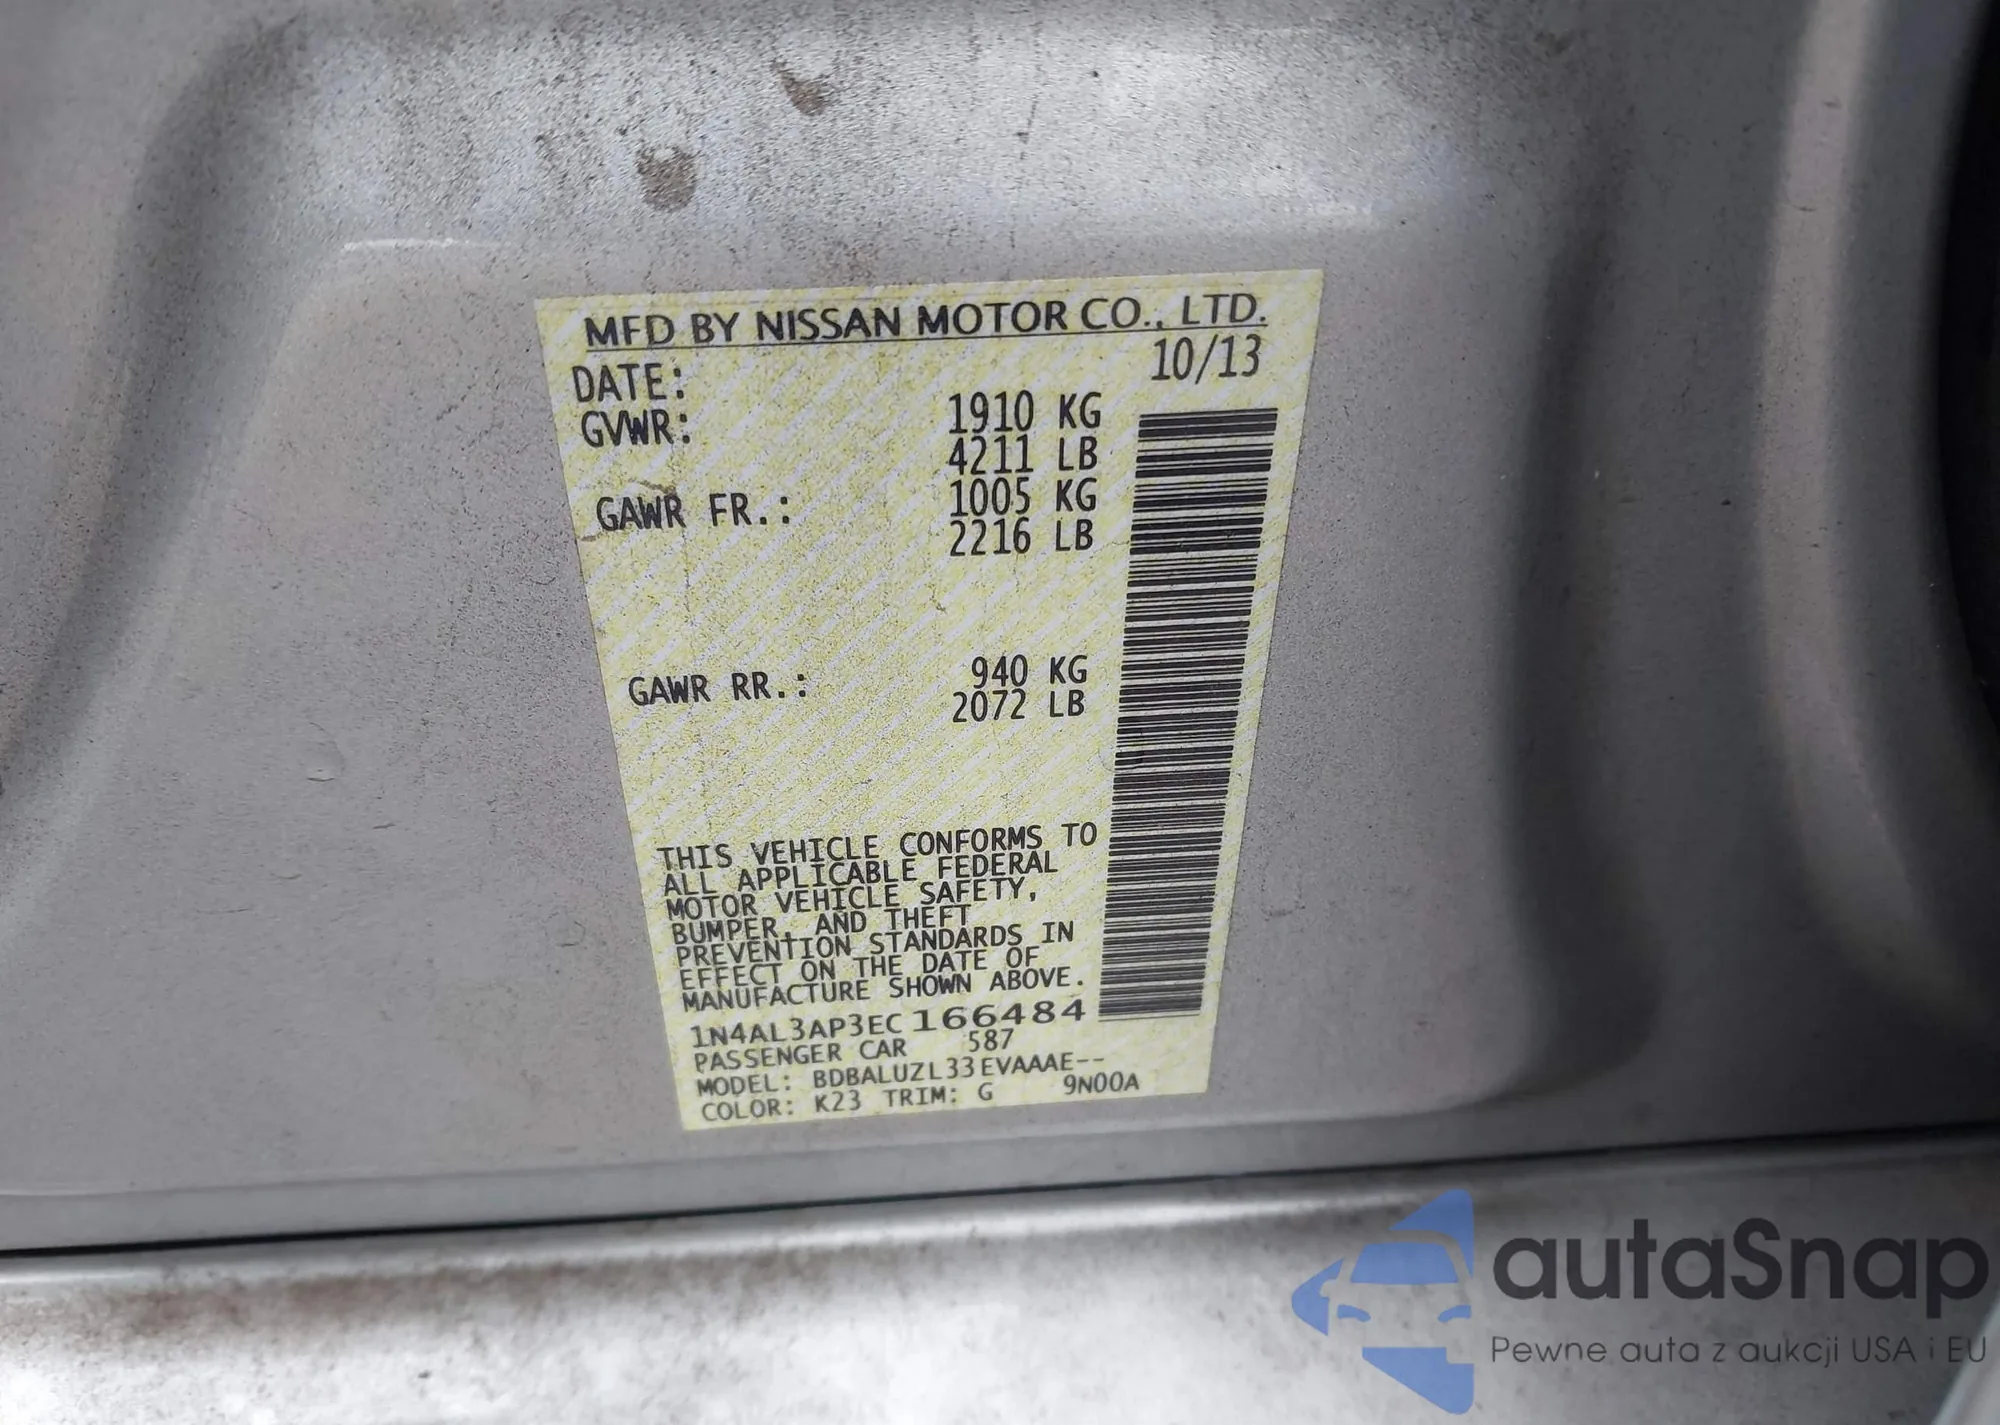 MFD BY NISSAN MOTOR CO., LTD.
DATE: 10/13
GVWR: 1910 KG
4211 LB
GAWR FR.: 1005 KG
2216 LB
GAWR RR.: 940 KG
2072 LB
THIS VEHICLE CONFORMS TO
ALL APPLICABLE FEDERAL
MOTOR VEHICLE SAFETY,
BUMPER, AND THEFT
PREVENTION STANDARDS IN
EFFECT ON THE DATE OF
MANUFACTURE SHOWN ABOVE.
1N4AL3AP3EC166484
PASSENGER CAR 587
MODEL: BDBALUZL33EVAAAE--
COLOR: K23 TRIM: G 9N00A
autaSnap
Pewne auta z aukcji USA i EU